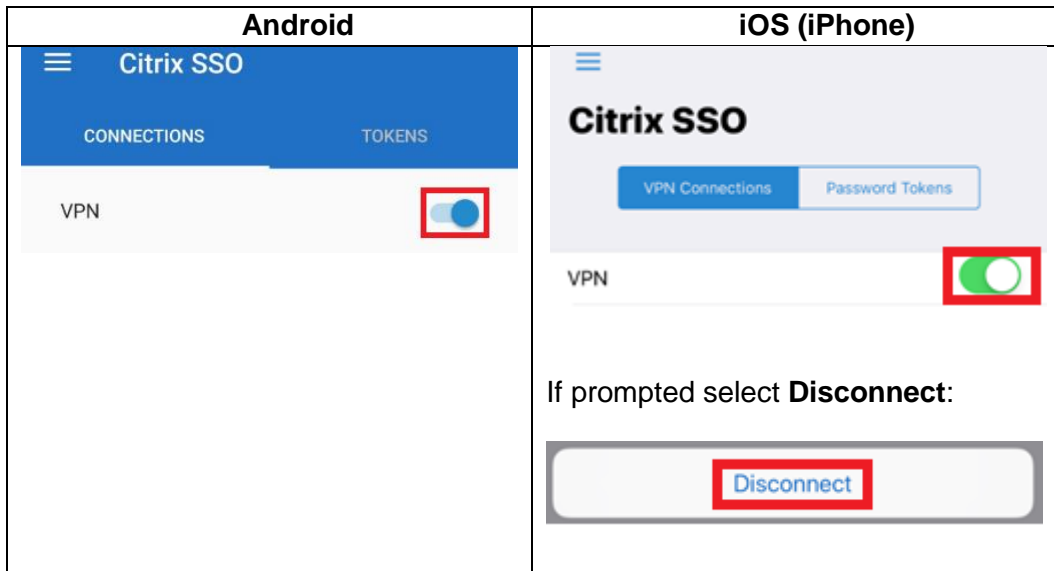 Android
Citrix SSO
CONNECTIONS TOKENS
VPN
iOS (iPhone)
Citrix SSO
VPN Connections Password Tokens
VPN
If prompted select Disconnect:
Disconnect